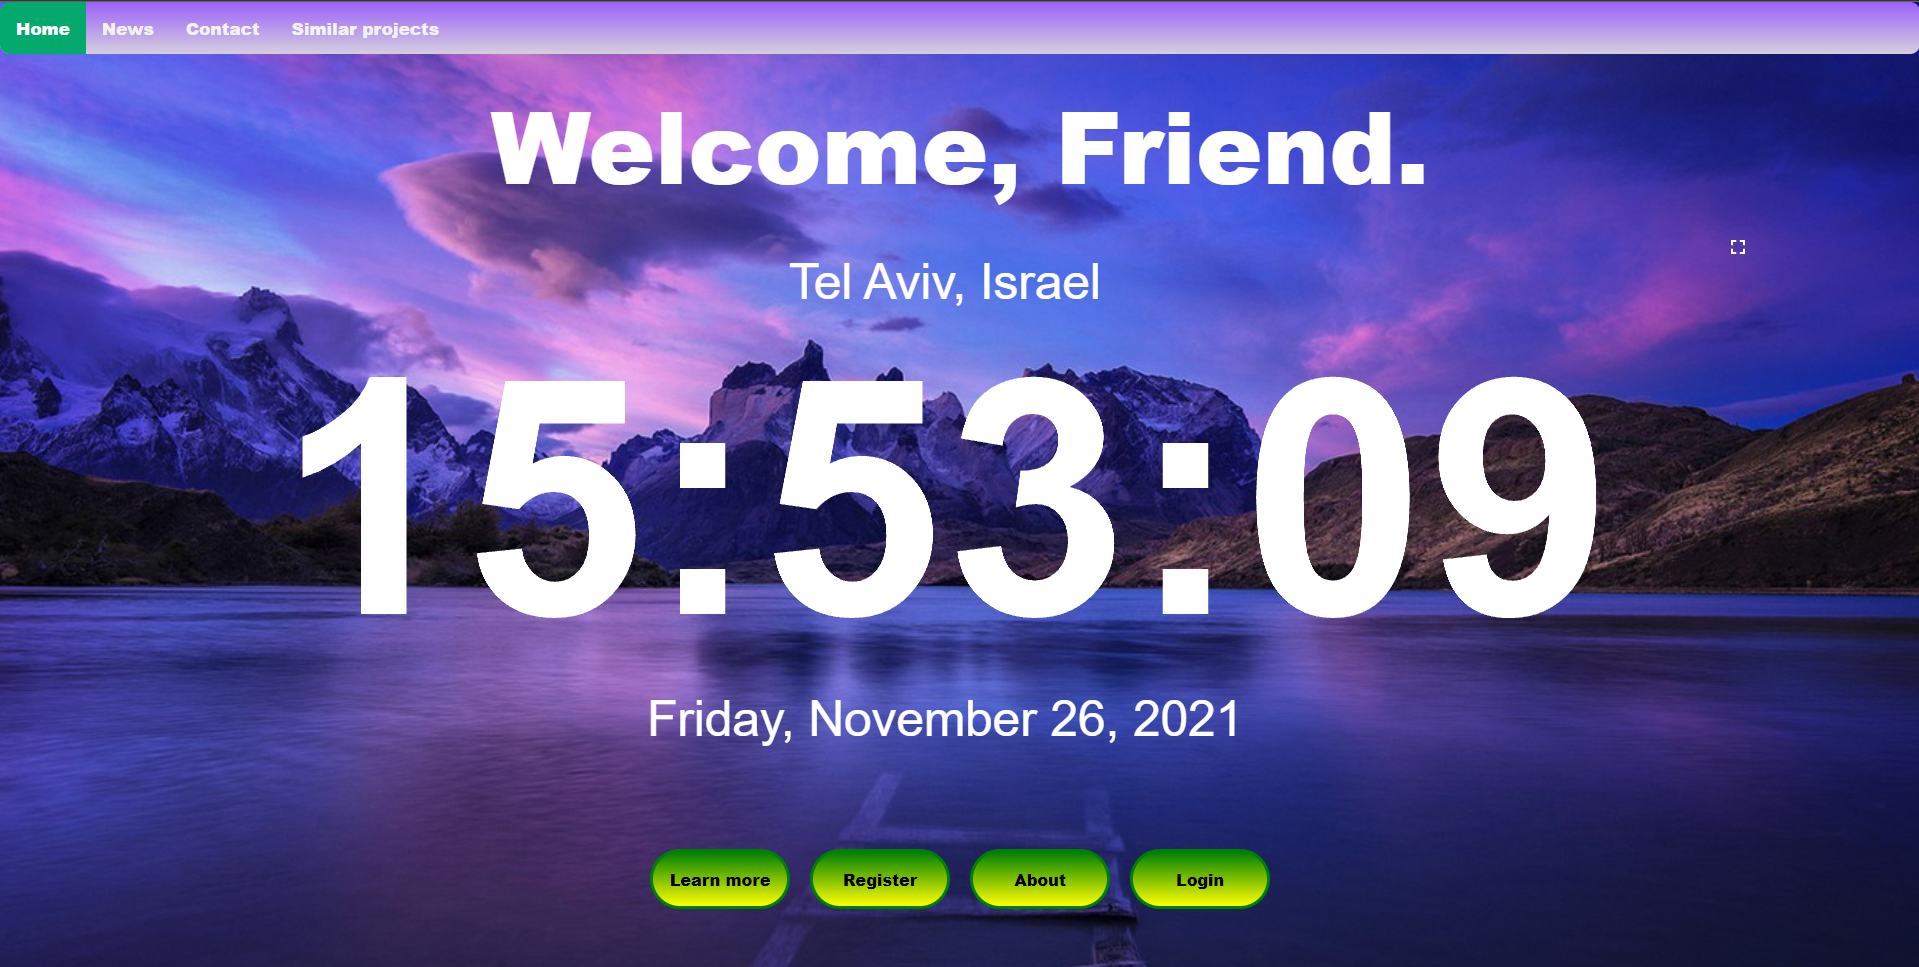 Home News Contact Similar projects
Welcome, Friend.
Tel Aviv, Israel
15:53:09
Friday, November 26, 2021
Learn more Register About Login